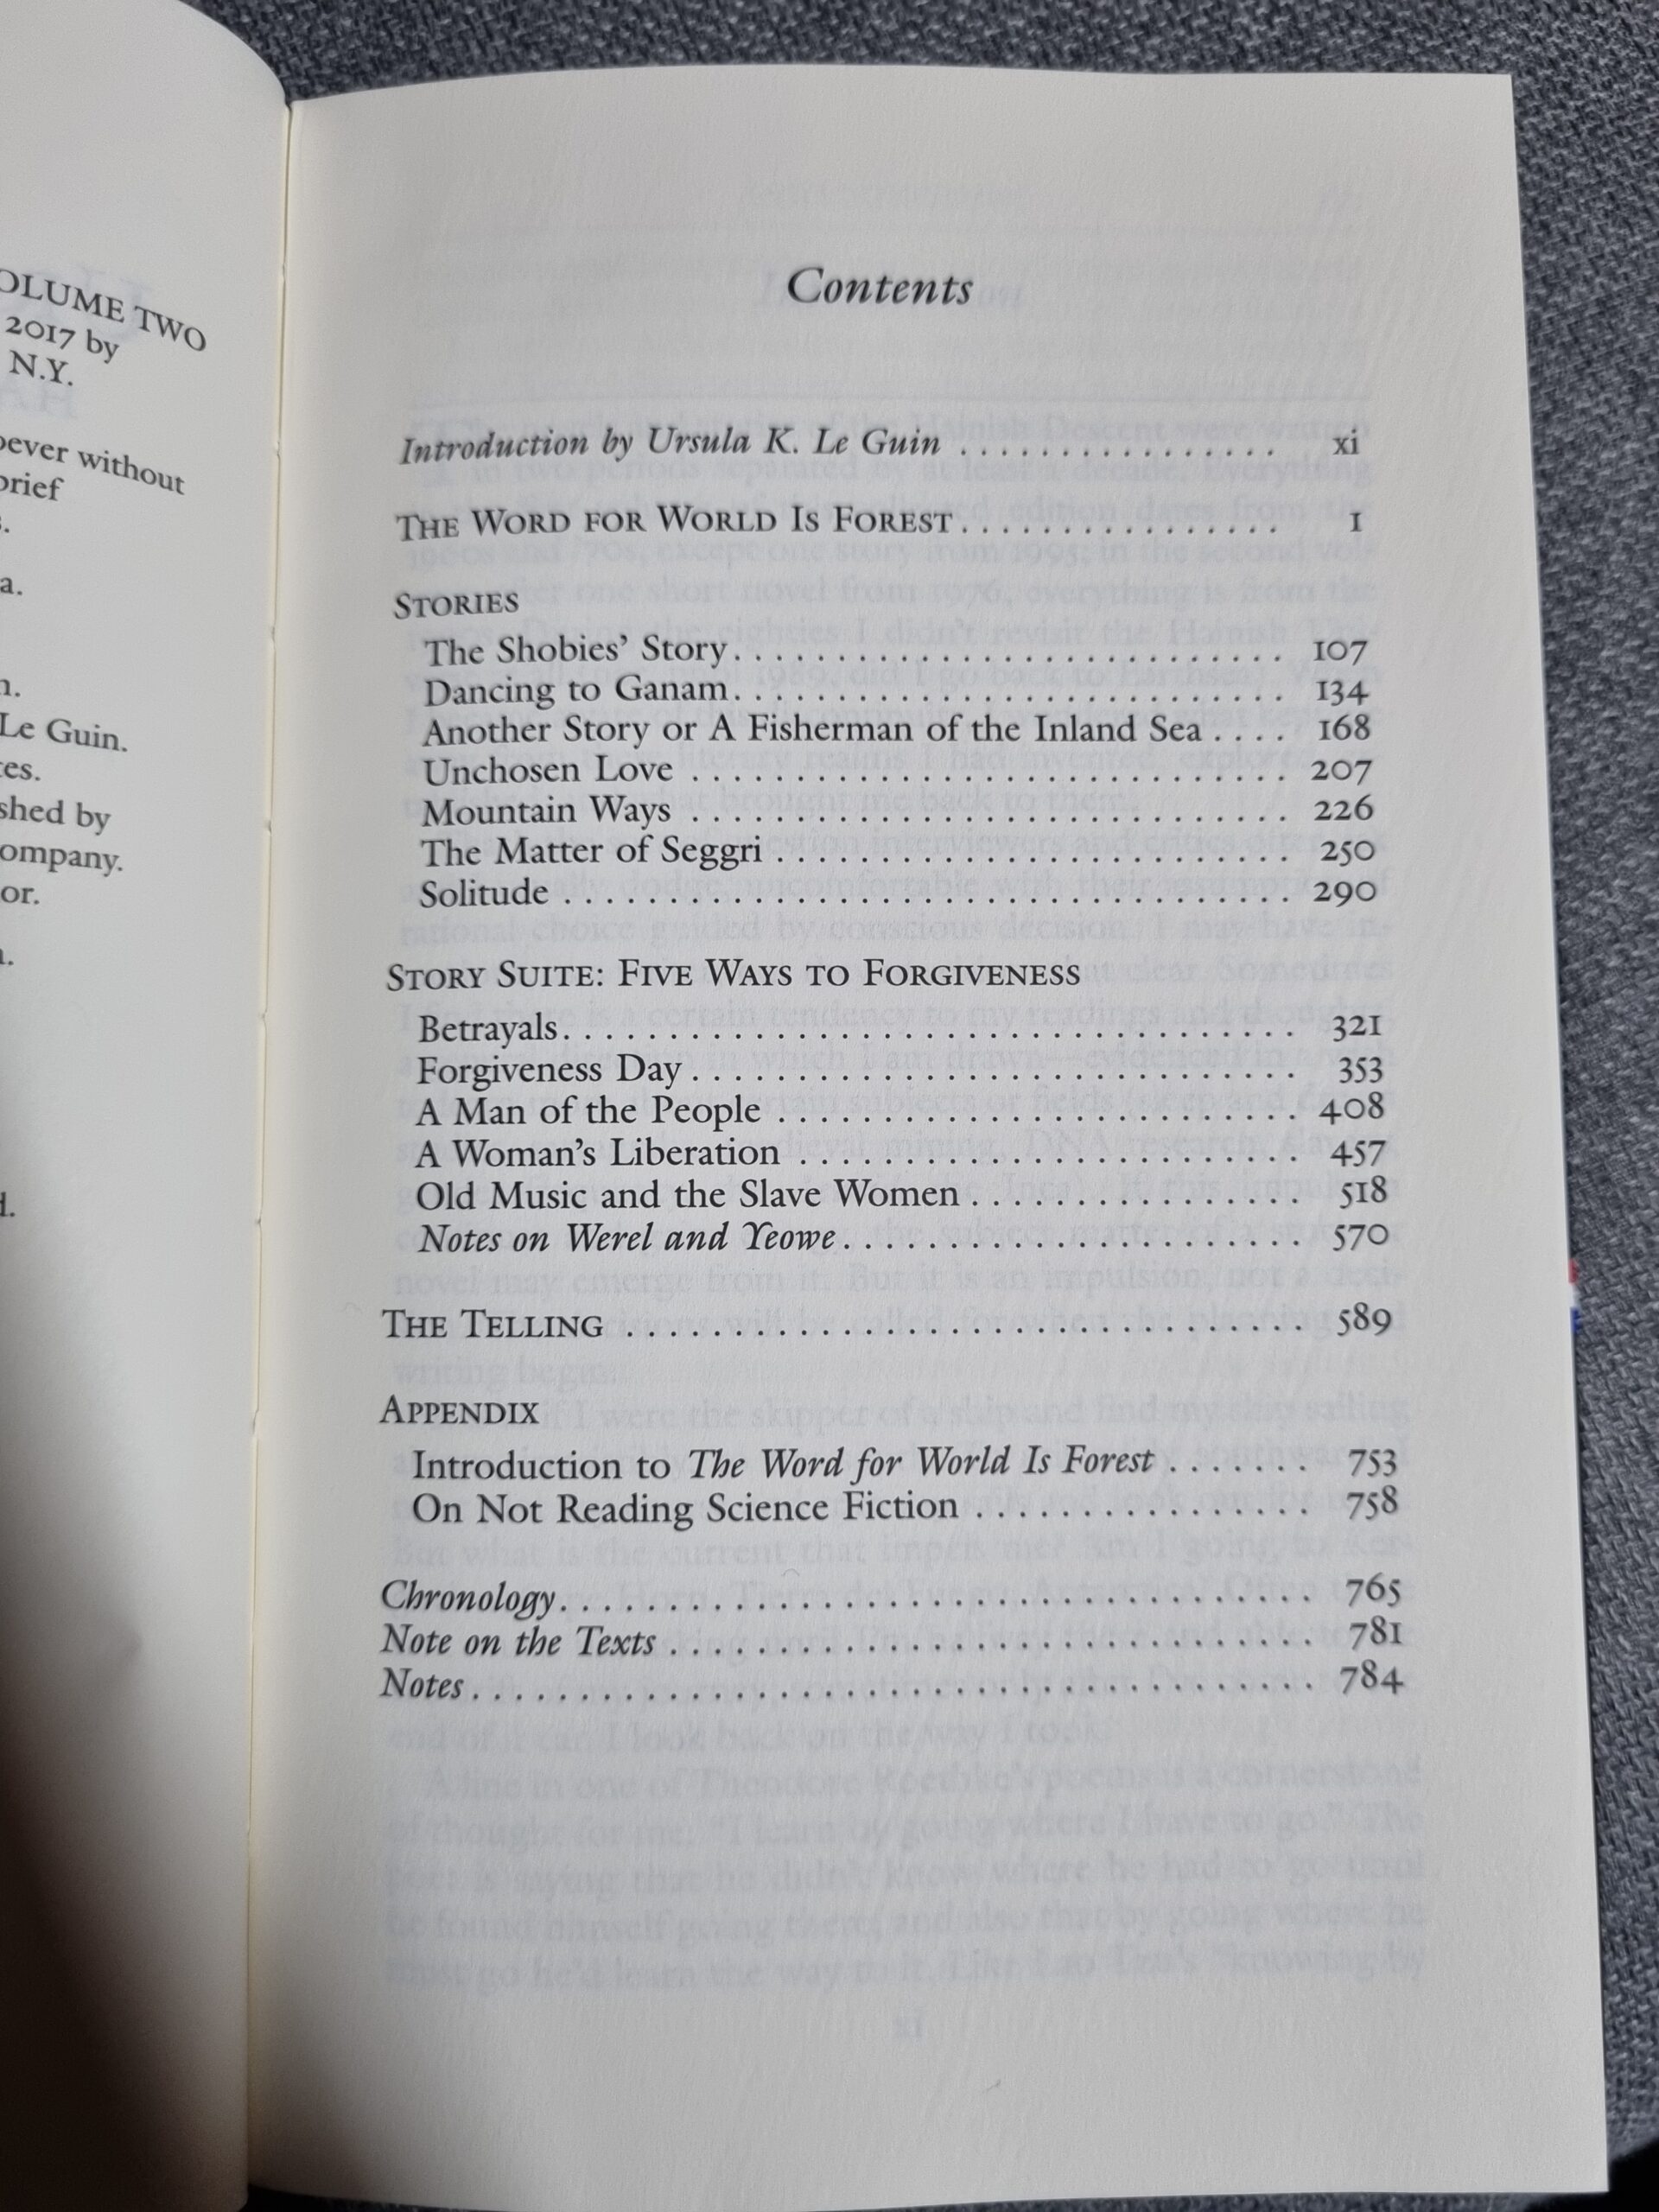 OLUME TWO
2017 by
N.Y.
oever without
brief
s.
a.
n.
Le Guin.
tes.
shed by
ompany.
or.
n.
d.
Contents
Introduction by Ursula K. Le Guin . . . . . . . . . . . . . . . . xi
THE WORD FOR WORLD IS FOREST. . . . . . . . . . . . . . . . 1
STORIES
The Shobies’ Story. . . . . . . . . . . . . . . . . . . . . . . . . . . 107
Dancing to Ganam. . . . . . . . . . . . . . . . . . . . . . . . . . . 134
Another Story or A Fisherman of the Inland Sea . . . . 168
Unchosen Love . . . . . . . . . . . . . . . . . . . . . . . . . . . . . 207
Mountain Ways . . . . . . . . . . . . . . . . . . . . . . . . . . . . . 226
The Matter of Seggri . . . . . . . . . . . . . . . . . . . . . . . . . 250
Solitude . . . . . . . . . . . . . . . . . . . . . . . . . . . . . . . . . . . 290
STORY SUITE: FIVE WAYS TO FORGIVENESS
Betrayals. . . . . . . . . . . . . . . . . . . . . . . . . . . . . . . . . . . 321
Forgiveness Day . . . . . . . . . . . . . . . . . . . . . . . . . . . . . 353
A Man of the People . . . . . . . . . . . . . . . . . . . . . . . . . 408
A Woman’s Liberation . . . . . . . . . . . . . . . . . . . . . . . . 457
Old Music and the Slave Women . . . . . . . . . . . . . . . . 518
Notes on Werel and Yeowe . . . . . . . . . . . . . . . . . . . . . . 570
THE TELLING . . . . . . . . . . . . . . . . . . . . . . . . . . . . . . . . 589
APPENDIX
Introduction to The Word for World Is Forest . . . . . . . 753
On Not Reading Science Fiction . . . . . . . . . . . . . . . . 758
Chronology. . . . . . . . . . . . . . . . . . . . . . . . . . . . . . . . . . . . 765
Note on the Texts . . . . . . . . . . . . . . . . . . . . . . . . . . . . . . . 781
Notes . . . . . . . . . . . . . . . . . . . . . . . . . . . . . . . . . . . . . . . . 784